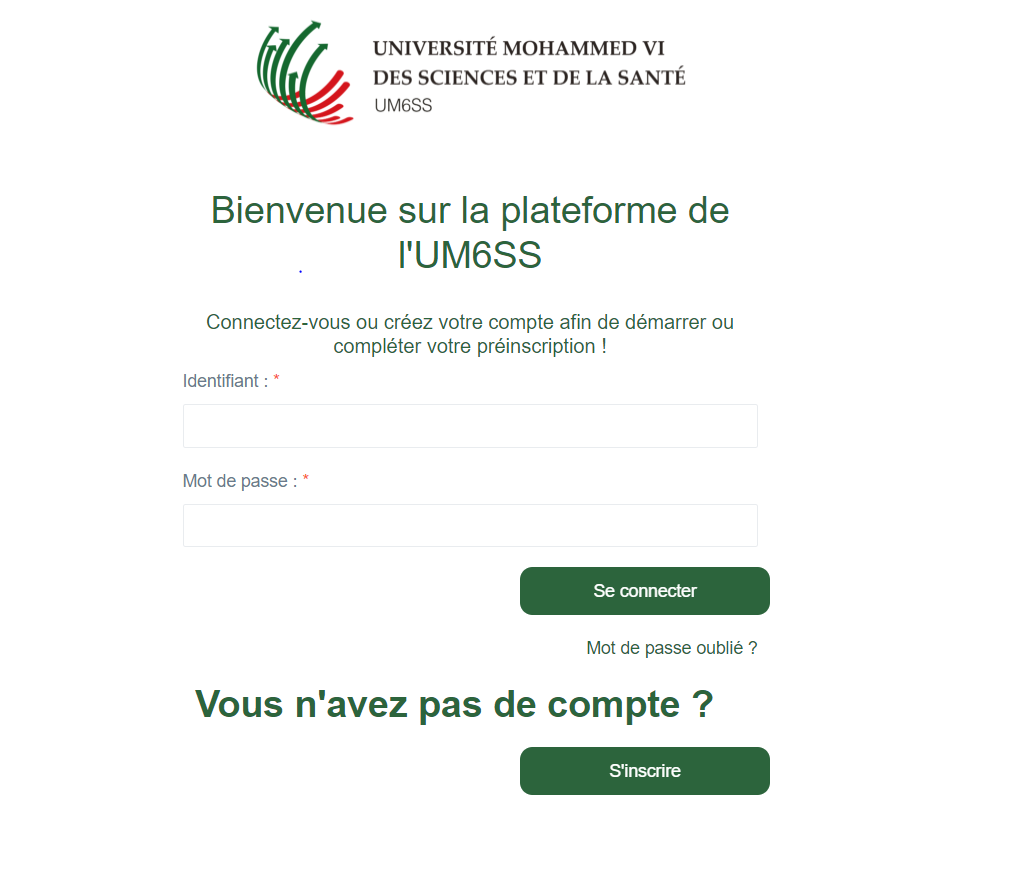 UNIVERSITÉ MOHAMMED VI
DES SCIENCES ET DE LA SANTÉ
UM6SS
Bienvenue sur la plateforme de
l'UM6SS
Connectez-vous ou créez votre compte afin de démarrer ou
compléter votre préinscription !
Identifiant : *
Mot de passe : *
Se connecter
Mot de passe oublié ?
Vous n'avez pas de compte ?
S'inscrire